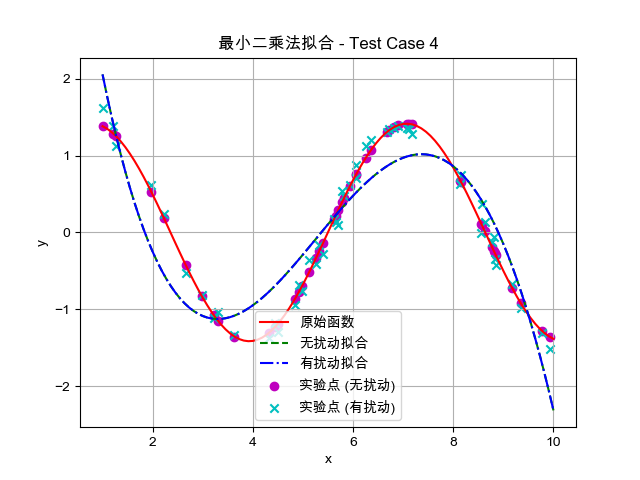 最小二乘法拟合 - Test Case 4
y
2
1
0
−1
−2
原始函数
无扰动拟合
有扰动拟合
实验点 (无扰动)
实验点 (有扰动)
2 4 6 8 10
x